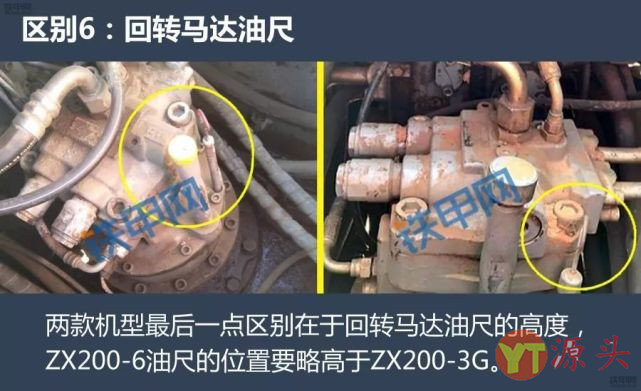 区别6：回转马达油尺
铁甲网
铁甲网
两款机型最后一点区别在于回转马达油尺的高度，
ZX200-6油尺的位置要略高于ZX200-3G。
YT源头